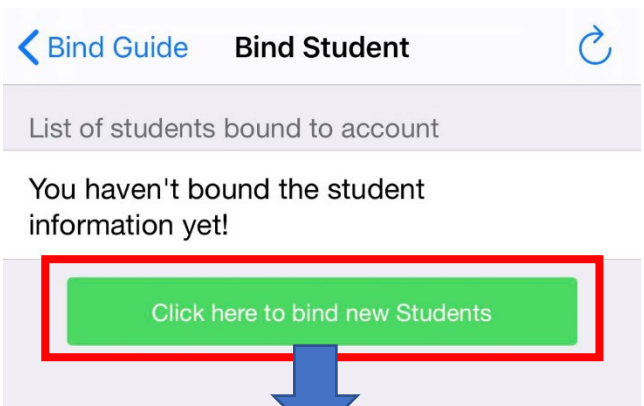 Bind Guide Bind Student
List of students bound to account
You haven't bound the student
information yet!
Click here to bind new Students